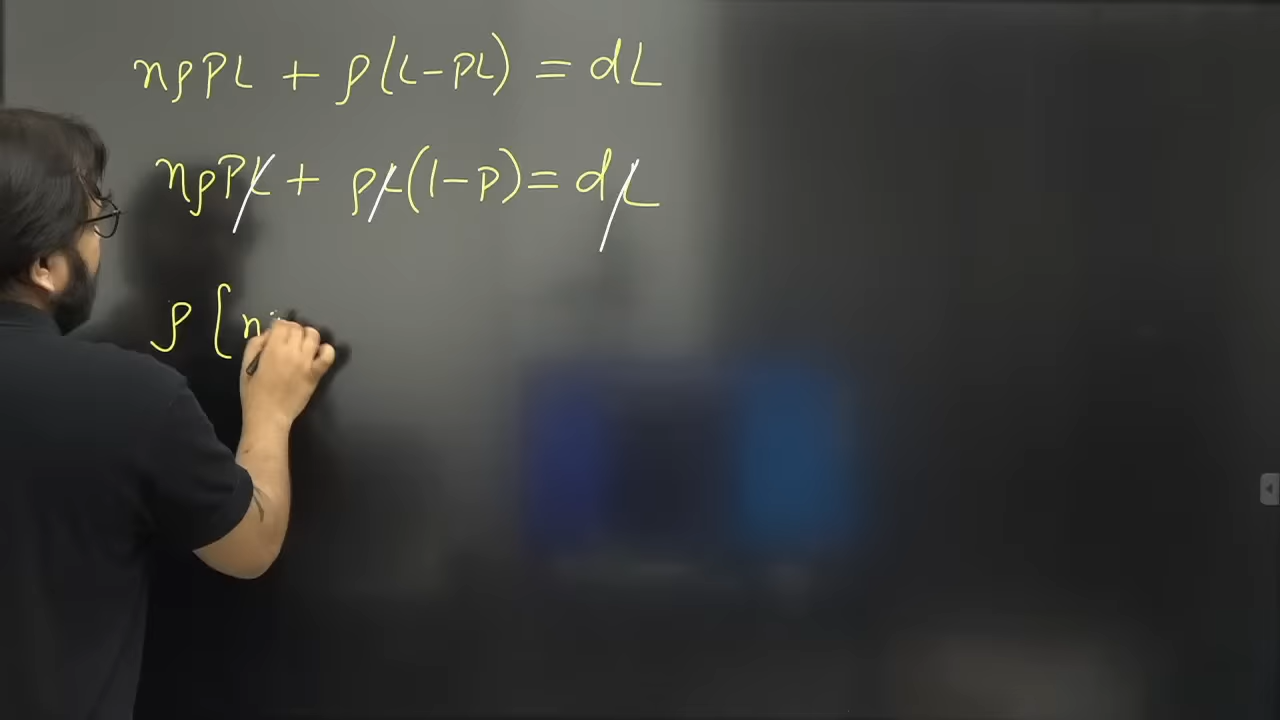 nρPL + ρ(L-PL) = dL
nρPL + ρL(1-P) = dL
ρ[n